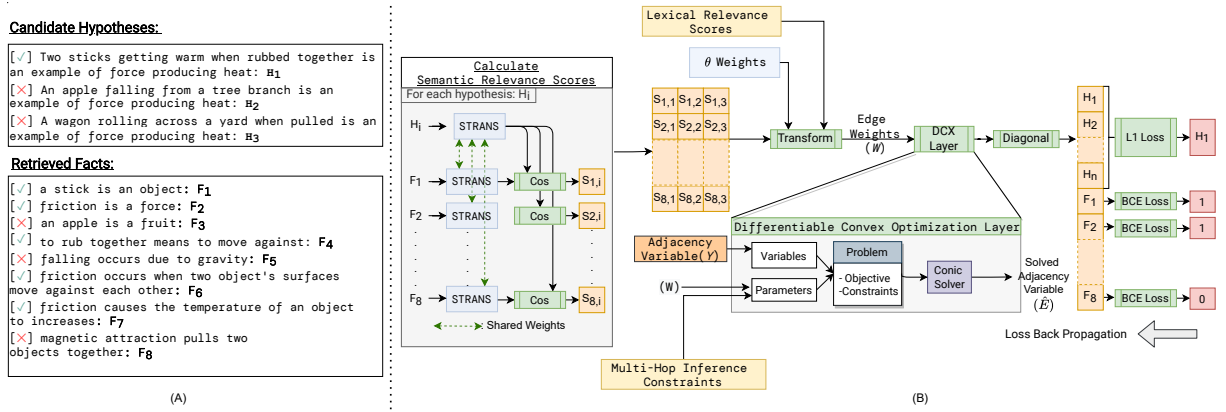 Candidate Hypotheses:
[✓] Two sticks getting warm when rubbed together is
an example of force producing heat: H1
[×] An apple falling from a tree branch is an
example of force producing heat: H2
[×] A wagon rolling across a yard when pulled is an
example of force producing heat: H3
Retrieved Facts:
[✓] a stick is an object: F1
[✓] friction is a force: F2
[×] an apple is a fruit: F3
[✓] to rub together means to move against: F4
[×] falling occurs due to gravity: F5
[✓] friction occurs when two object's surfaces
move against each other: F6
[✓] friction causes the temperature of an object
to increases: F7
[×] magnetic attraction pulls two
objects together: F8
(A)
Calculate
Semantic Relevance Scores
For each hypothesis: Hi
Hi
STRANS
F1
STRANS
Cos
S1,i
F2
STRANS
Cos
S2,i
F8
STRANS
Cos
S8,i
Shared Weights
Lexical Relevance
Scores
θ Weights
S1,1 S1,2 S1,3
S2,1 S2,2 S2,3
S8,1 S8,2 S8,3
Transform
Edge
Weights
(W)
DCX
Layer
Diagonal
H1
H2
Hn
F1
F2
F8
L1 Loss
H1
BCE Loss
1
BCE Loss
1
BCE Loss
0
Loss Back Propagation
Differentiable Convex Optimization Layer
Adjacency
Variable(Y)
Variables
(W)
Parameters
Problem
- Objective
-Constraints
Conic
Solver
Solved
Adjacency
Variable
(Ê)
Multi-Hop Inference
Constraints
(B)